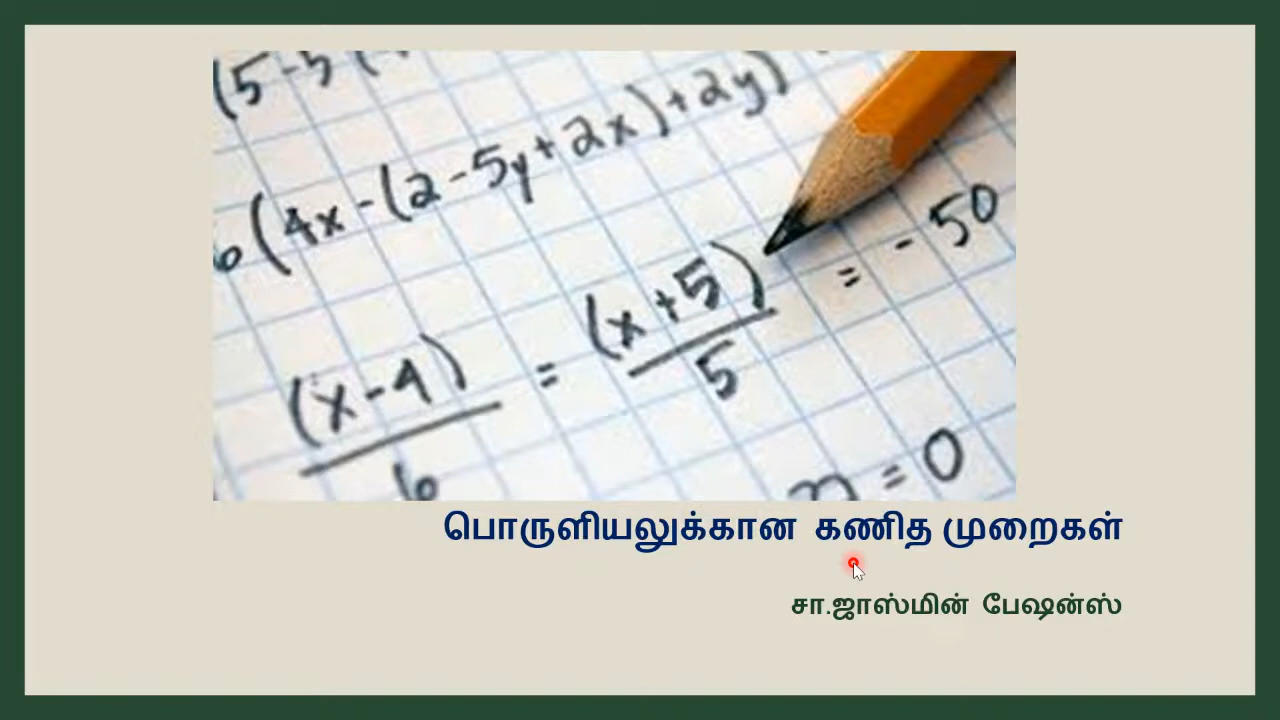 (5-5(
6(4x-(2-5y+2x)+2y)
(x-4)/6 = (x+5)/5 = -50
= 0
பொருளியலுக்கான கணித முறைகள்
சா.ஜாஸ்மின் பேஷன்ஸ்